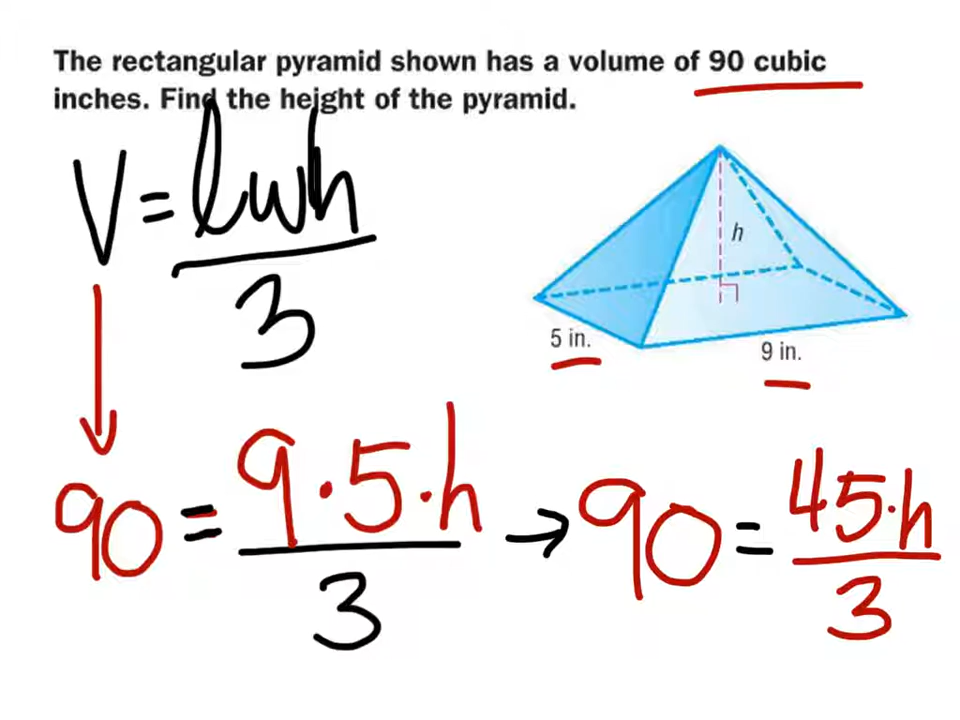 The rectangular pyramid shown has a volume of 90 cubic
inches. Find the height of the pyramid.
V = lwh
3
h
5 in.
9 in.
90 = 9·5·h
3
→ 90 = 45·h
3